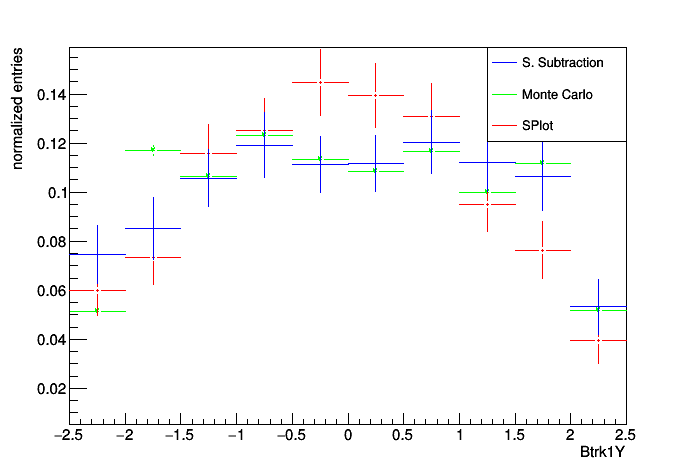 normalized entries
0.14
0.12
0.1
0.08
0.06
0.04
0.02
S. Subtraction
Monte Carlo
SPlot
−2.5 −2 −1.5 −1 −0.5 0 0.5 1 1.5 2 2.5
Btrk1Y